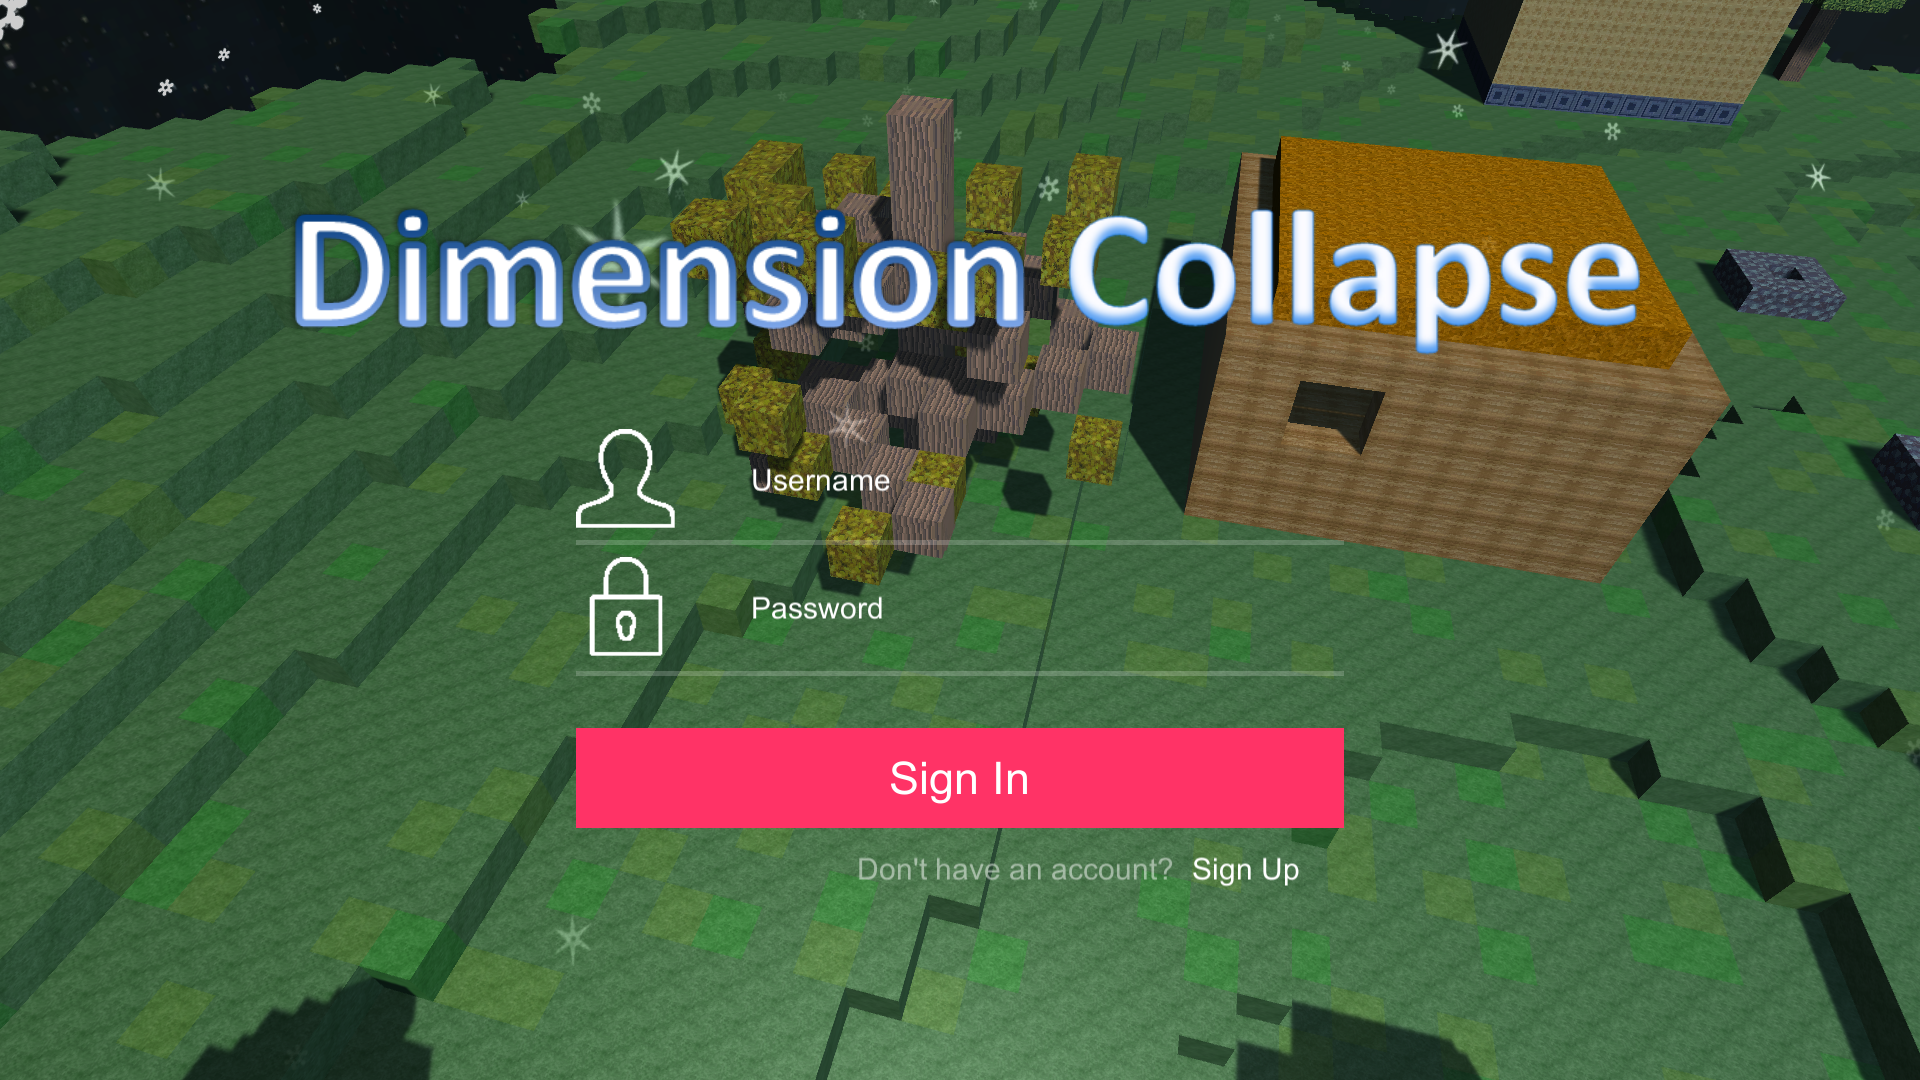 Dimension Collapse
Username
Password
Sign In
Don't have an account? Sign Up